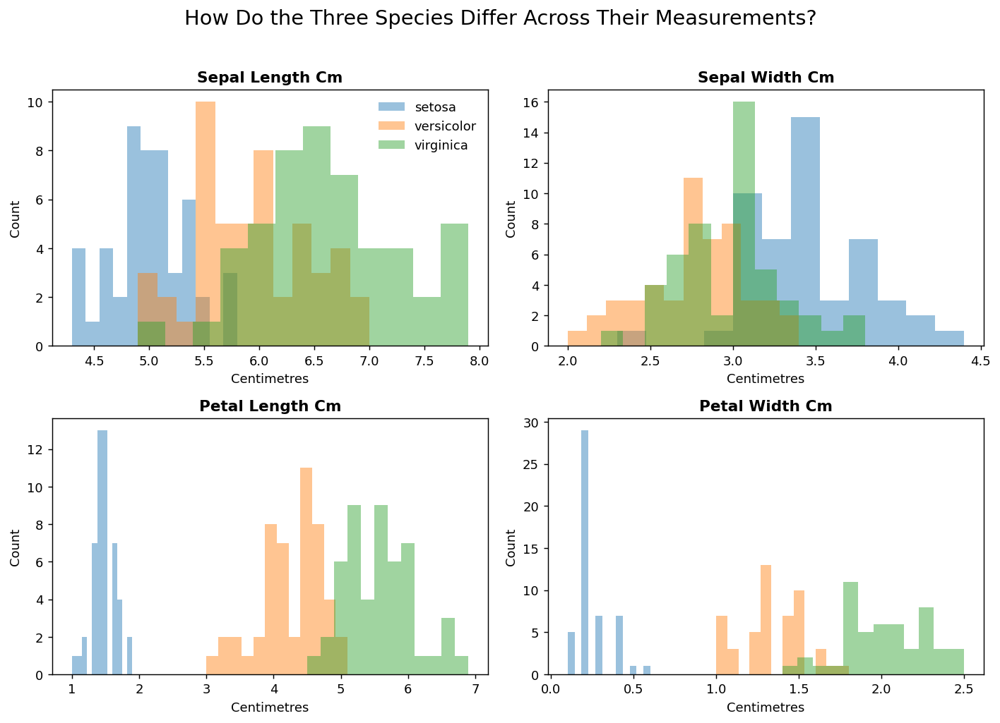 How Do the Three Species Differ Across Their Measurements?
Sepal Length Cm
10
8
6
4
2
0
Count
setosa
versicolor
virginica
4.5 5.0 5.5 6.0 6.5 7.0 7.5 8.0
Centimetres
Sepal Width Cm
16
14
12
10
8
6
4
2
0
Count
2.0 2.5 3.0 3.5 4.0 4.5
Centimetres
Petal Length Cm
12
10
8
6
4
2
0
Count
1 2 3 4 5 6 7
Centimetres
Petal Width Cm
30
25
20
15
10
5
0
Count
0.0 0.5 1.0 1.5 2.0 2.5
Centimetres